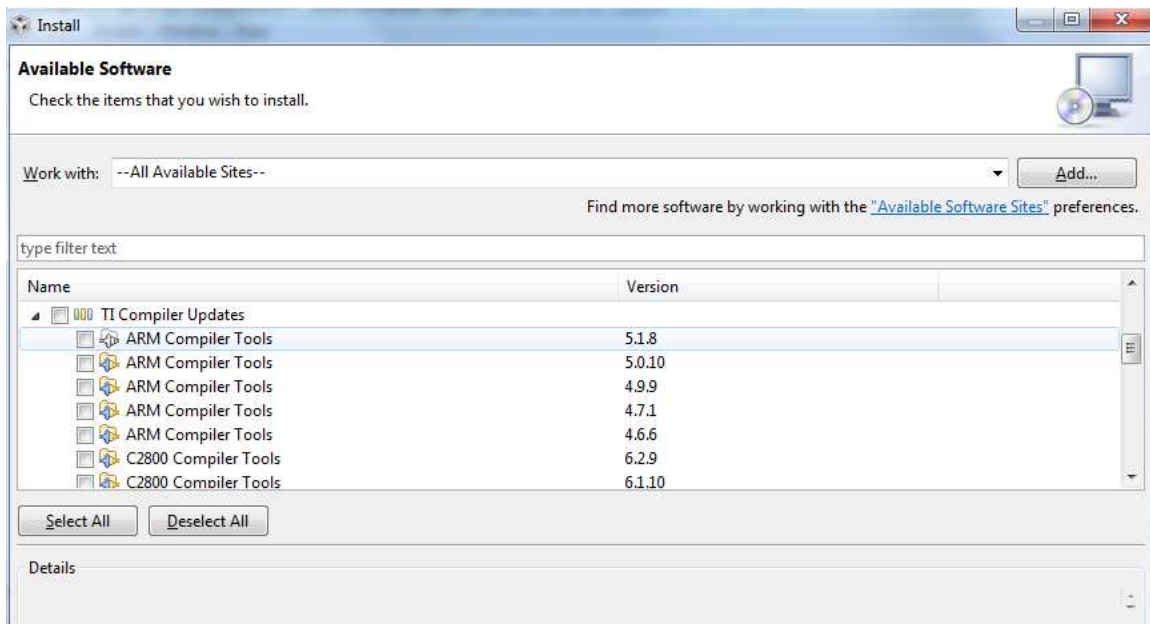 Install
Available Software
Check the items that you wish to install.
Work with: --All Available Sites-- Add...
Find more software by working with the "Available Software Sites" preferences.
type filter text
Name Version
TI Compiler Updates
ARM Compiler Tools 5.1.8
ARM Compiler Tools 5.0.10
ARM Compiler Tools 4.9.9
ARM Compiler Tools 4.7.1
ARM Compiler Tools 4.6.6
C2800 Compiler Tools 6.2.9
C2800 Compiler Tools 6.1.10
Select All Deselect All
Details